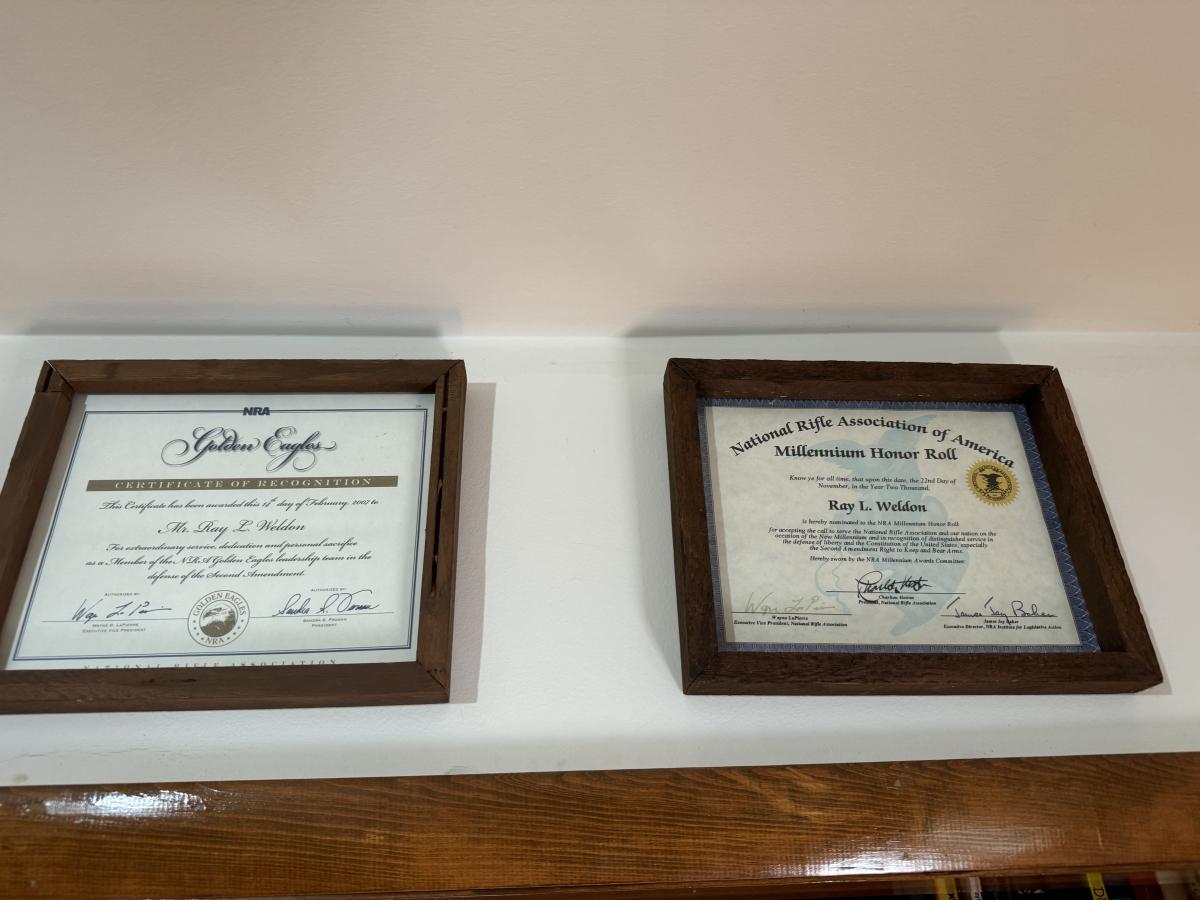 NRA
Golden Eagles
CERTIFICATE OF RECOGNITION
This Certificate has been awarded this 14th day of February, 2007 to
Mr. Ray L. Weldon
For extraordinary service, dedication and personal sacrifice
as a Member of the NRA Golden Eagles leadership team in the
defense of the Second Amendment.
AUTHORIZED BY:
WAYNE R. LAPIERRE
EXECUTIVE VICE PRESIDENT
GOLDEN EAGLES
NRA
AUTHORIZED BY:
SANDRA S. FROMAN
PRESIDENT
NATIONAL RIFLE ASSOCIATION
National Rifle Association of America
Millennium Honor Roll
Know ye for all time, that upon this date, the 22nd Day of
November, in the Year Two Thousand,
Ray L. Weldon
is hereby nominated to the NRA Millennium Honor Roll
for accepting the call to serve the National Rifle Association and our nation on the
occasion of the New Millennium and in recognition of distinguished service in
the defense of liberty and the Constitution of the United States, especially
the Second Amendment Right to Keep and Bear Arms.
Hereby sworn by the NRA Millennium Awards Committee:
Charlton Heston
President, National Rifle Association
Wayne LaPierre
Executive Vice President, National Rifle Association
James Jay Baker
Executive Director, NRA Institute for Legislative Action